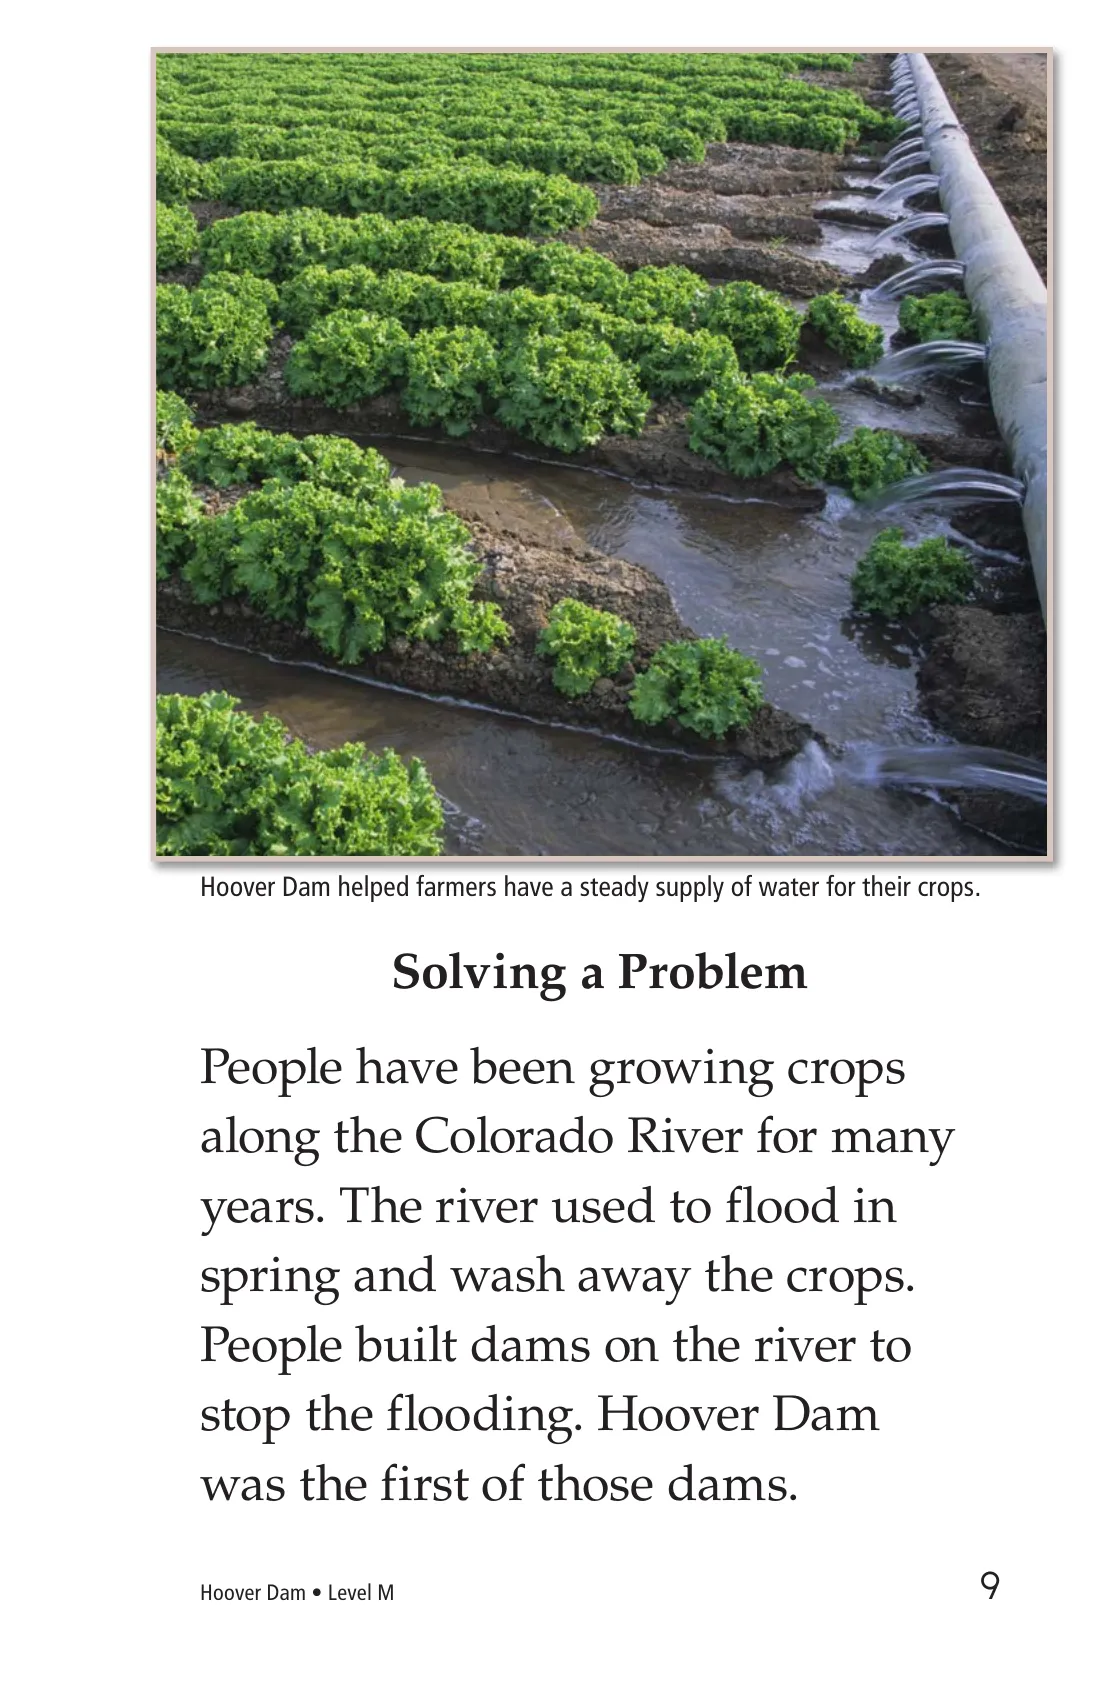 Hoover Dam helped farmers have a steady supply of water for their crops.
Solving a Problem
People have been growing crops
along the Colorado River for many
years. The river used to flood in
spring and wash away the crops.
People built dams on the river to
stop the flooding. Hoover Dam
was the first of those dams.
Hoover Dam • Level M 9